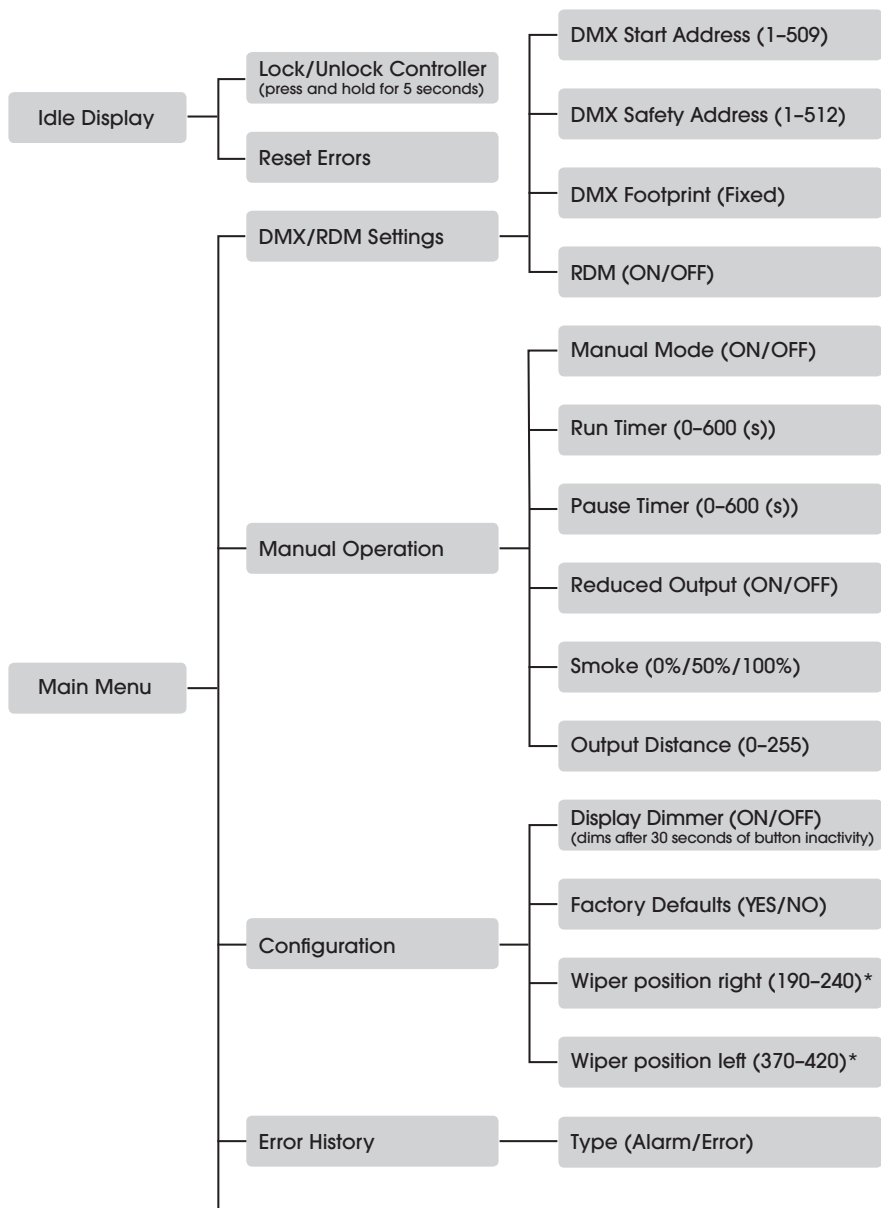 Idle Display
Lock/Unlock Controller
(press and hold for 5 seconds)
Reset Errors
Main Menu
DMX/RDM Settings
DMX Start Address (1–509)
DMX Safety Address (1–512)
DMX Footprint (Fixed)
RDM (ON/OFF)
Manual Operation
Manual Mode (ON/OFF)
Run Timer (0–600 (s))
Pause Timer (0–600 (s))
Reduced Output (ON/OFF)
Smoke (0%/50%/100%)
Output Distance (0–255)
Configuration
Display Dimmer (ON/OFF)
(dims after 30 seconds of button inactivity)
Factory Defaults (YES/NO)
Wiper position right (190–240)*
Wiper position left (370–420)*
Error History
Type (Alarm/Error)